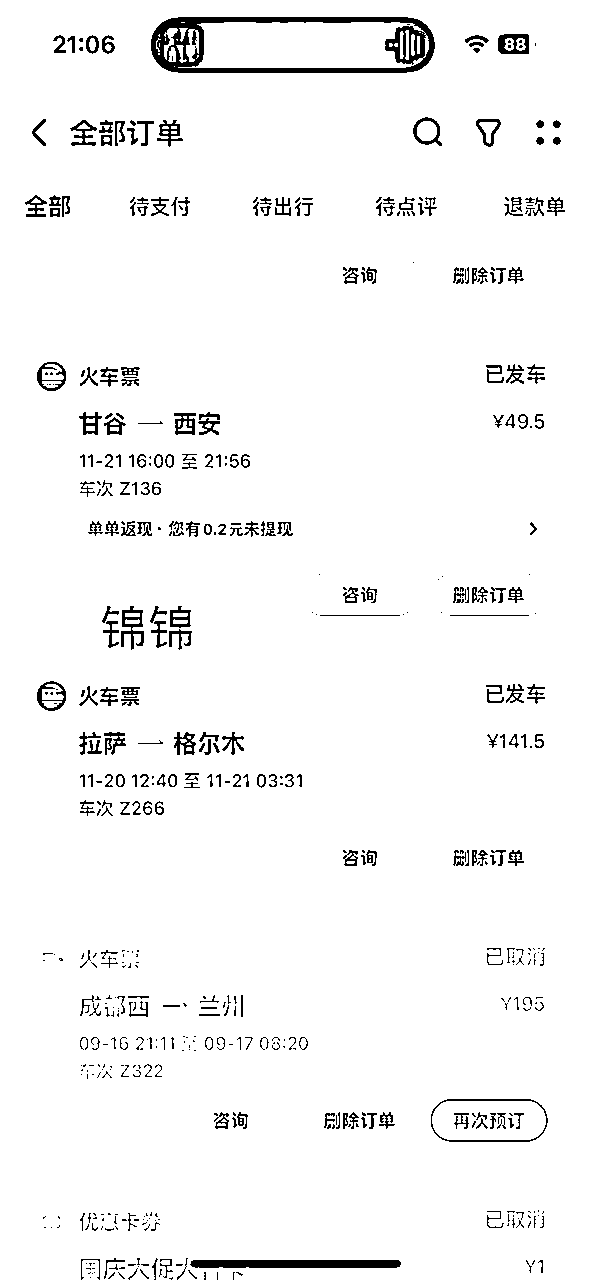 21:06
88
全部订单
全部 待支付 待出行 待点评 退款单
咨询 删除订单
火车票 已发车
甘谷 — 西安 ¥49.5
11-21 16:00 至 21:56
车次 Z136
单单返现·您有0.2元未提现
咨询 删除订单
锦锦
火车票 已发车
拉萨 — 格尔木 ¥141.5
11-20 12:40 至 11-21 03:31
车次 Z266
咨询 删除订单
火车票 已取消
成都西 — 兰州 ¥195
09-16 21:11 至 09-17 08:20
车次 Z322
咨询 删除订单 再次预订
优惠卡券 已取消
国庆大促大 ¥1